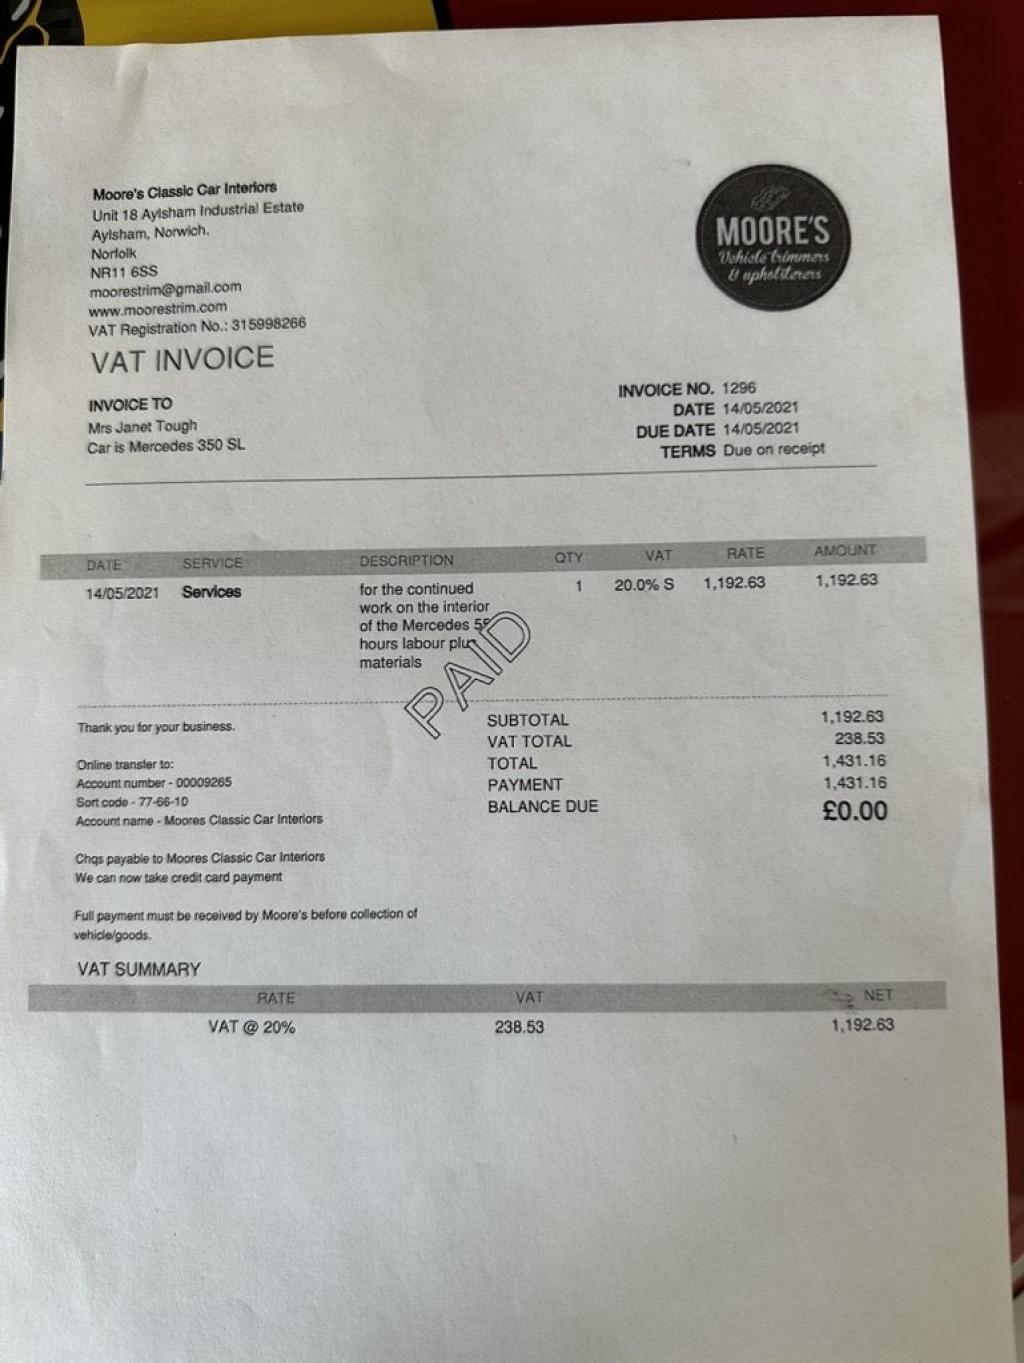 Moore's Classic Car Interiors
Unit 18 Aylsham Industrial Estate
Aylsham, Norwich.
Norfolk
NR11 6SS
moorestrim@gmail.com
www.moorestrim.com
VAT Registration No.: 315998266
MOORE'S
Vehicle trimmers
& upholsterers
VAT INVOICE
INVOICE TO
Mrs Janet Tough
Car is Mercedes 350 SL
INVOICE NO. 1296
DATE 14/05/2021
DUE DATE 14/05/2021
TERMS Due on receipt
DATE SERVICE DESCRIPTION QTY VAT RATE AMOUNT
14/05/2021 Services for the continued 1 20.0% S 1,192.63 1,192.63
work on the interior
of the Mercedes
hours labour plus
materials
PAID
Thank you for your business.
Online transfer to:
Account number - 00009265
Sort code - 77-66-10
Account name - Moores Classic Car Interiors
Chqs payable to Moores Classic Car Interiors
We can now take credit card payment
Full payment must be received by Moore's before collection of
vehicle/goods.
SUBTOTAL 1,192.63
VAT TOTAL 238.53
TOTAL 1,431.16
PAYMENT 1,431.16
BALANCE DUE £0.00
VAT SUMMARY
RATE VAT NET
VAT @ 20% 238.53 1,192.63